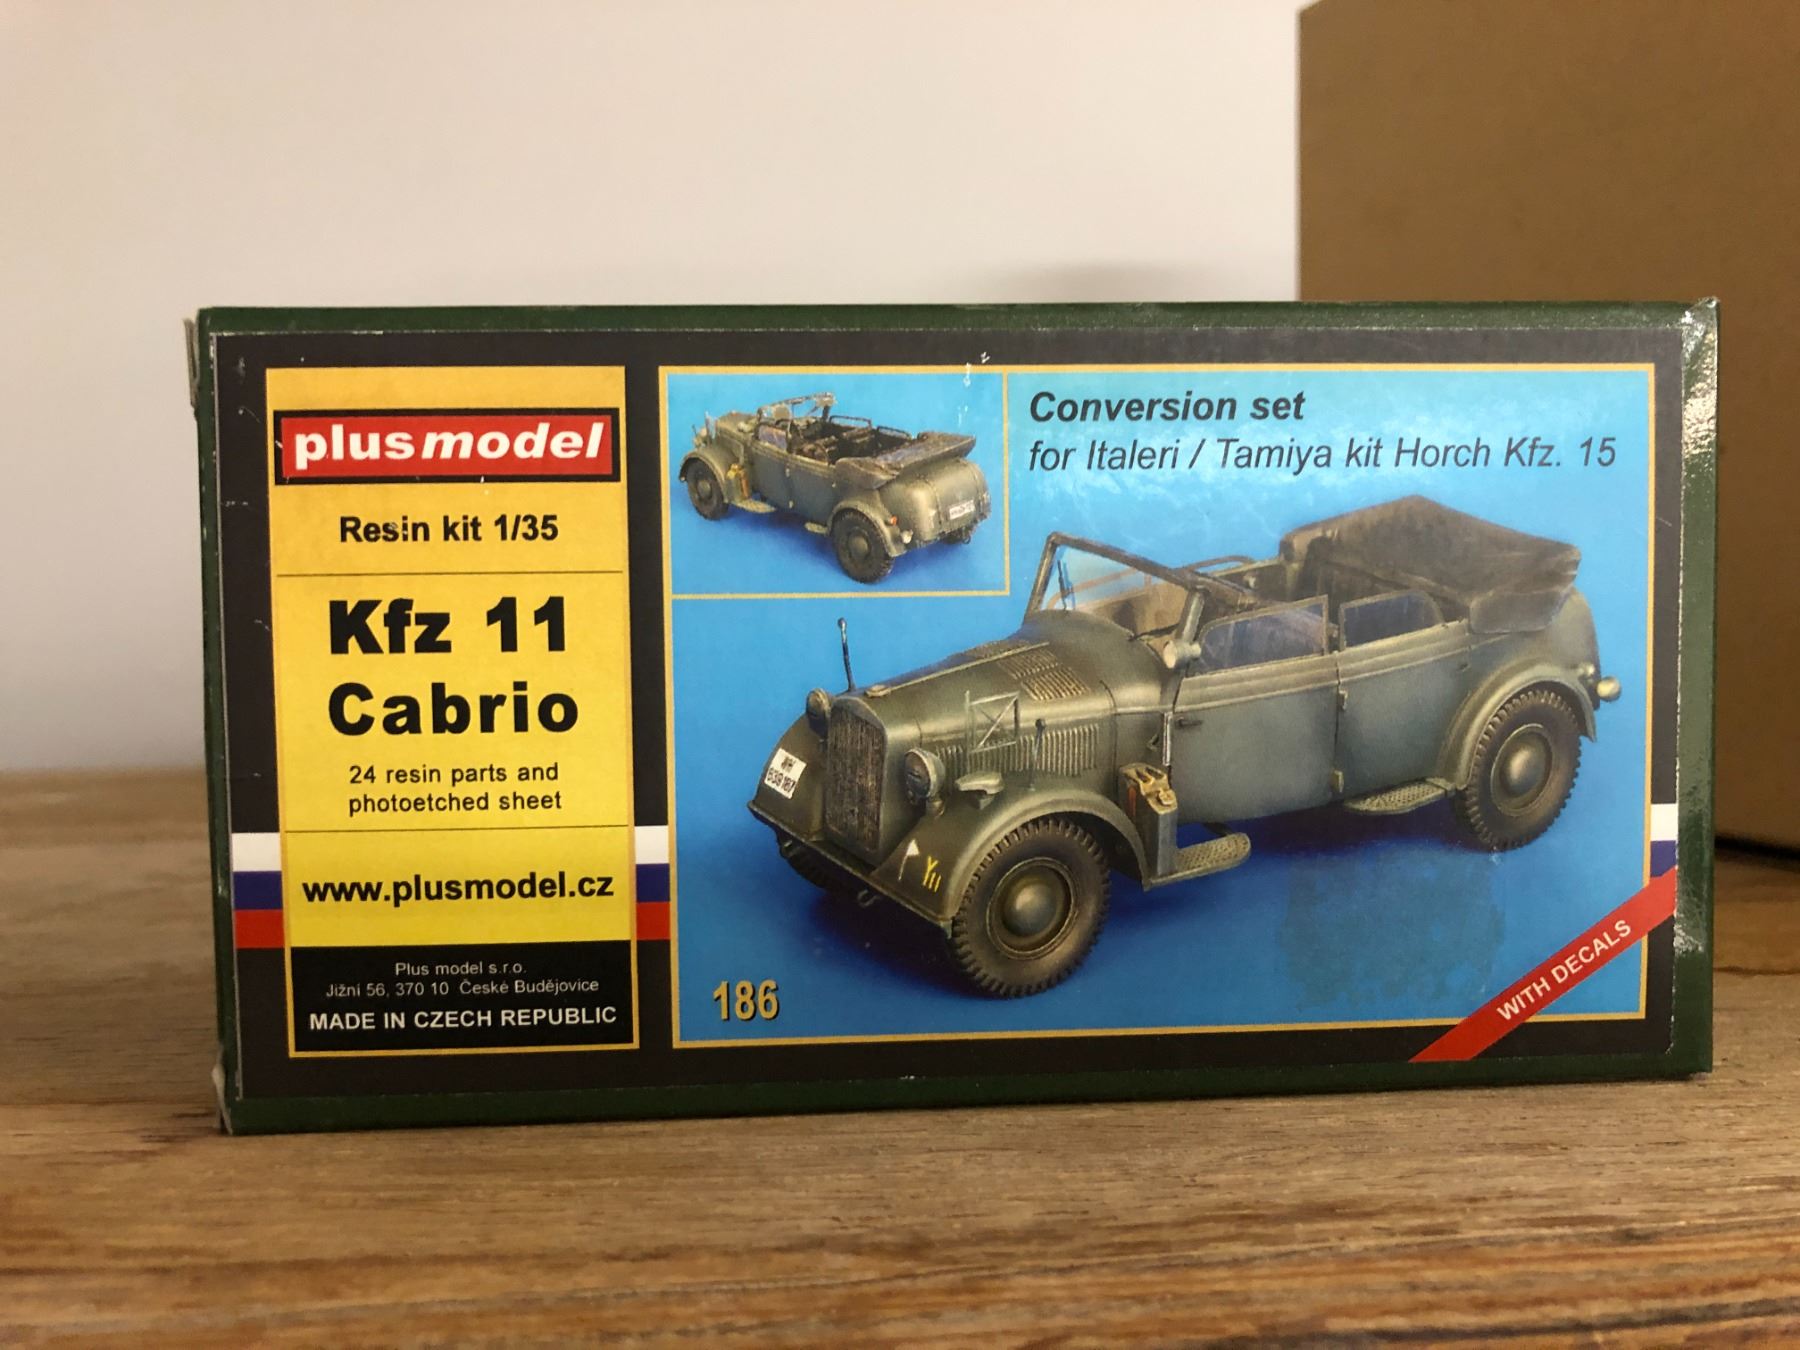 plusmodel
Resin kit 1/35
Kfz 11
Cabrio
24 resin parts and
photoetched sheet
www.plusmodel.cz
Plus model s.r.o.
Jižní 56, 370 10 České Budějovice
MADE IN CZECH REPUBLIC
Conversion set
for Italeri / Tamiya kit Horch Kfz. 15
186
WITH DECALS